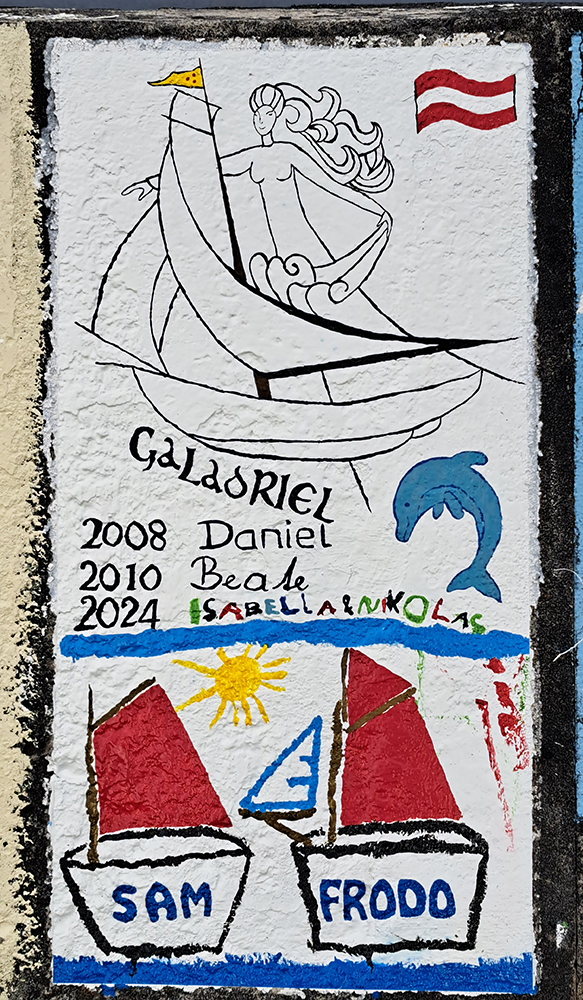 GaLadRIEL
2008 Daniel
2010 Beate
2024 ISABELLA & NIKOLAS
SAM
FRODO